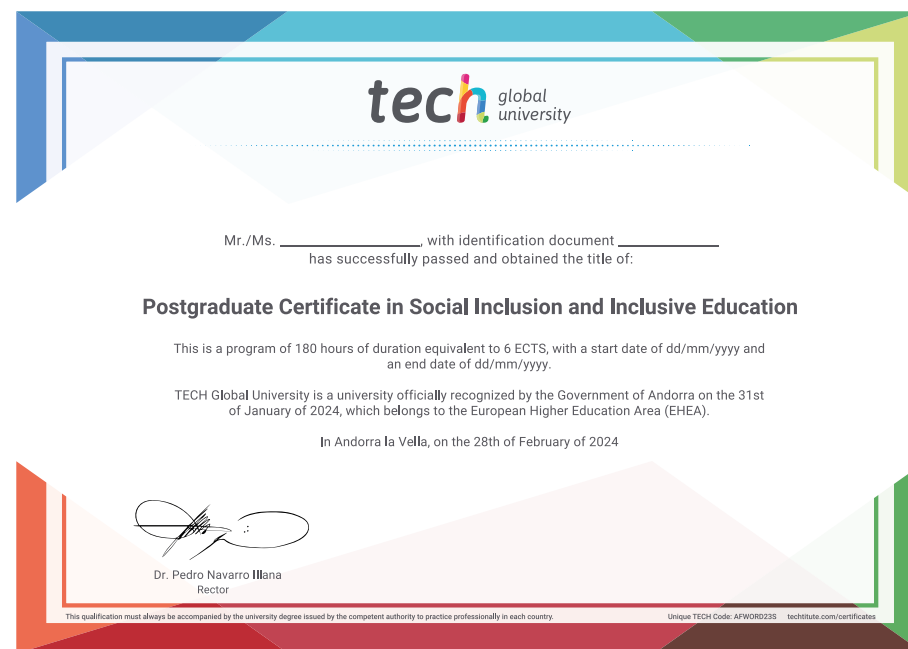 tech global university
Mr./Ms. ____________________, with identification document ______________
has successfully passed and obtained the title of:
Postgraduate Certificate in Social Inclusion and Inclusive Education
This is a program of 180 hours of duration equivalent to 6 ECTS, with a start date of dd/mm/yyyy and
an end date of dd/mm/yyyy.
TECH Global University is a university officially recognized by the Government of Andorra on the 31st
of January of 2024, which belongs to the European Higher Education Area (EHEA).
In Andorra la Vella, on the 28th of February of 2024
Dr. Pedro Navarro Illana
Rector
This qualification must always be accompanied by the university degree issued by the competent authority to practice professionally in each country.
Unique TECH Code: AFWORD23S techtitute.com/certificates